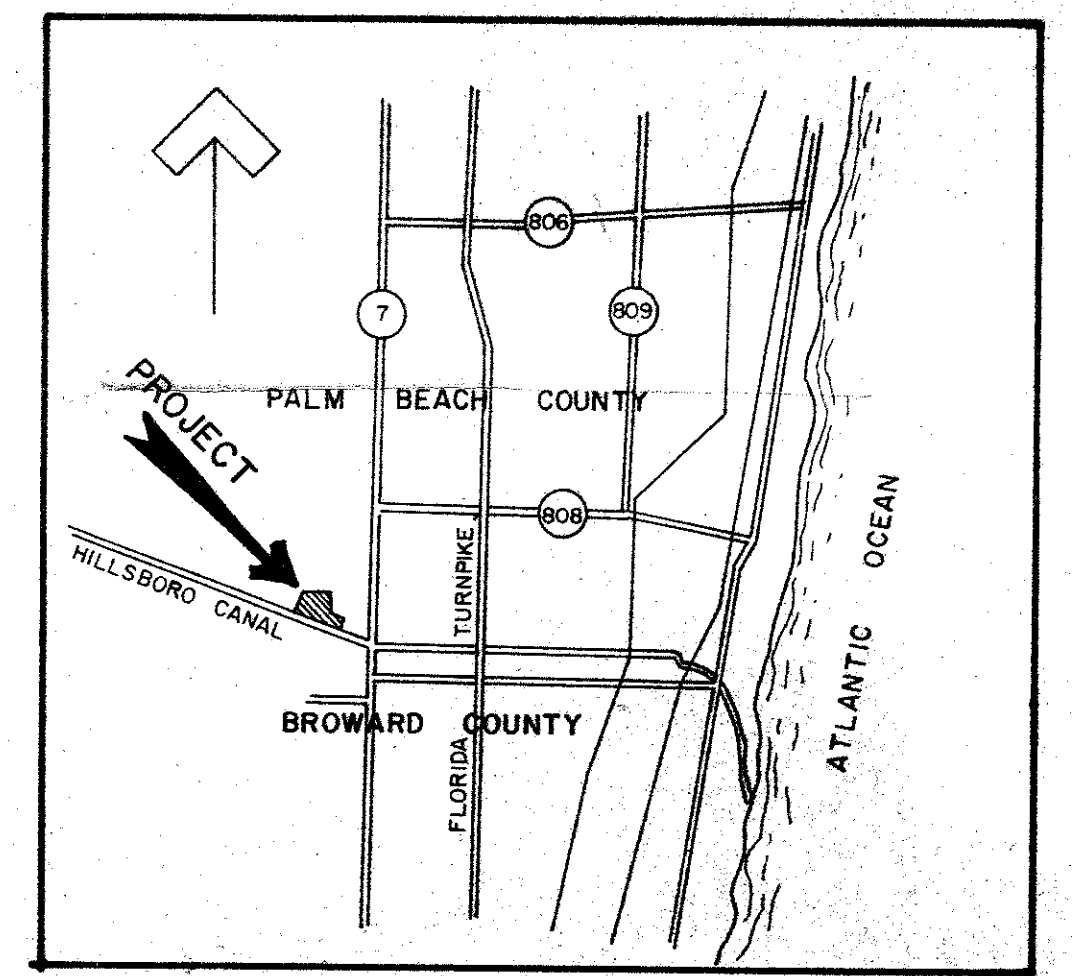 806
7
809
PROJECT
PALM BEACH COUNTY
808
HILLSBORO CANAL
FLORIDA TURNPIKE
ATLANTIC OCEAN
BROWARD COUNTY